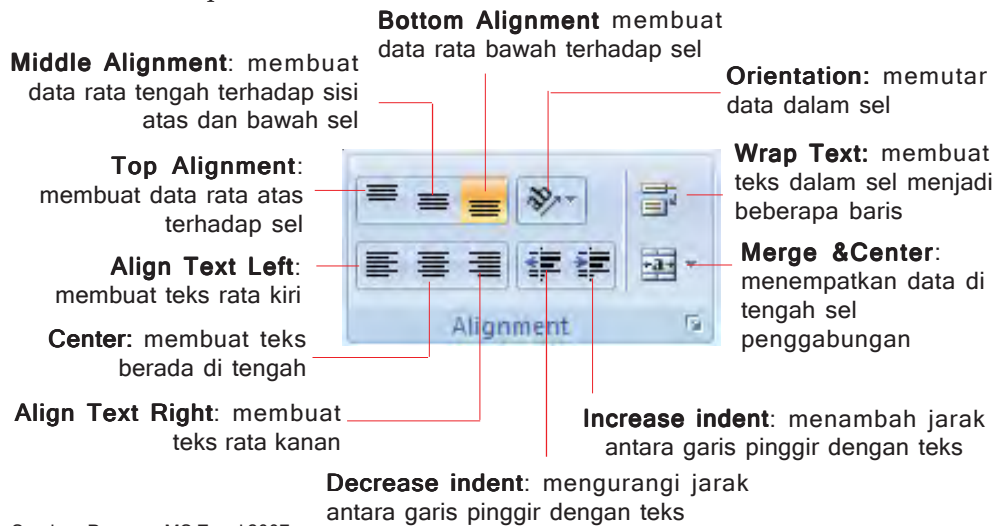 Bottom Alignment membuat
data rata bawah terhadap sel
Middle Alignment: membuat
data rata tengah terhadap sisi
atas dan bawah sel
Orientation: memutar
data dalam sel
Top Alignment:
membuat data rata atas
terhadap sel
Wrap Text: membuat
teks dalam sel menjadi
beberapa baris
Align Text Left:
membuat teks rata kiri
Merge &Center:
menempatkan data di
tengah sel
penggabungan
Alignment
Center: membuat teks
berada di tengah
Align Text Right: membuat
teks rata kanan
Increase indent: menambah jarak
antara garis pinggir dengan teks
Decrease indent: mengurangi jarak
antara garis pinggir dengan teks